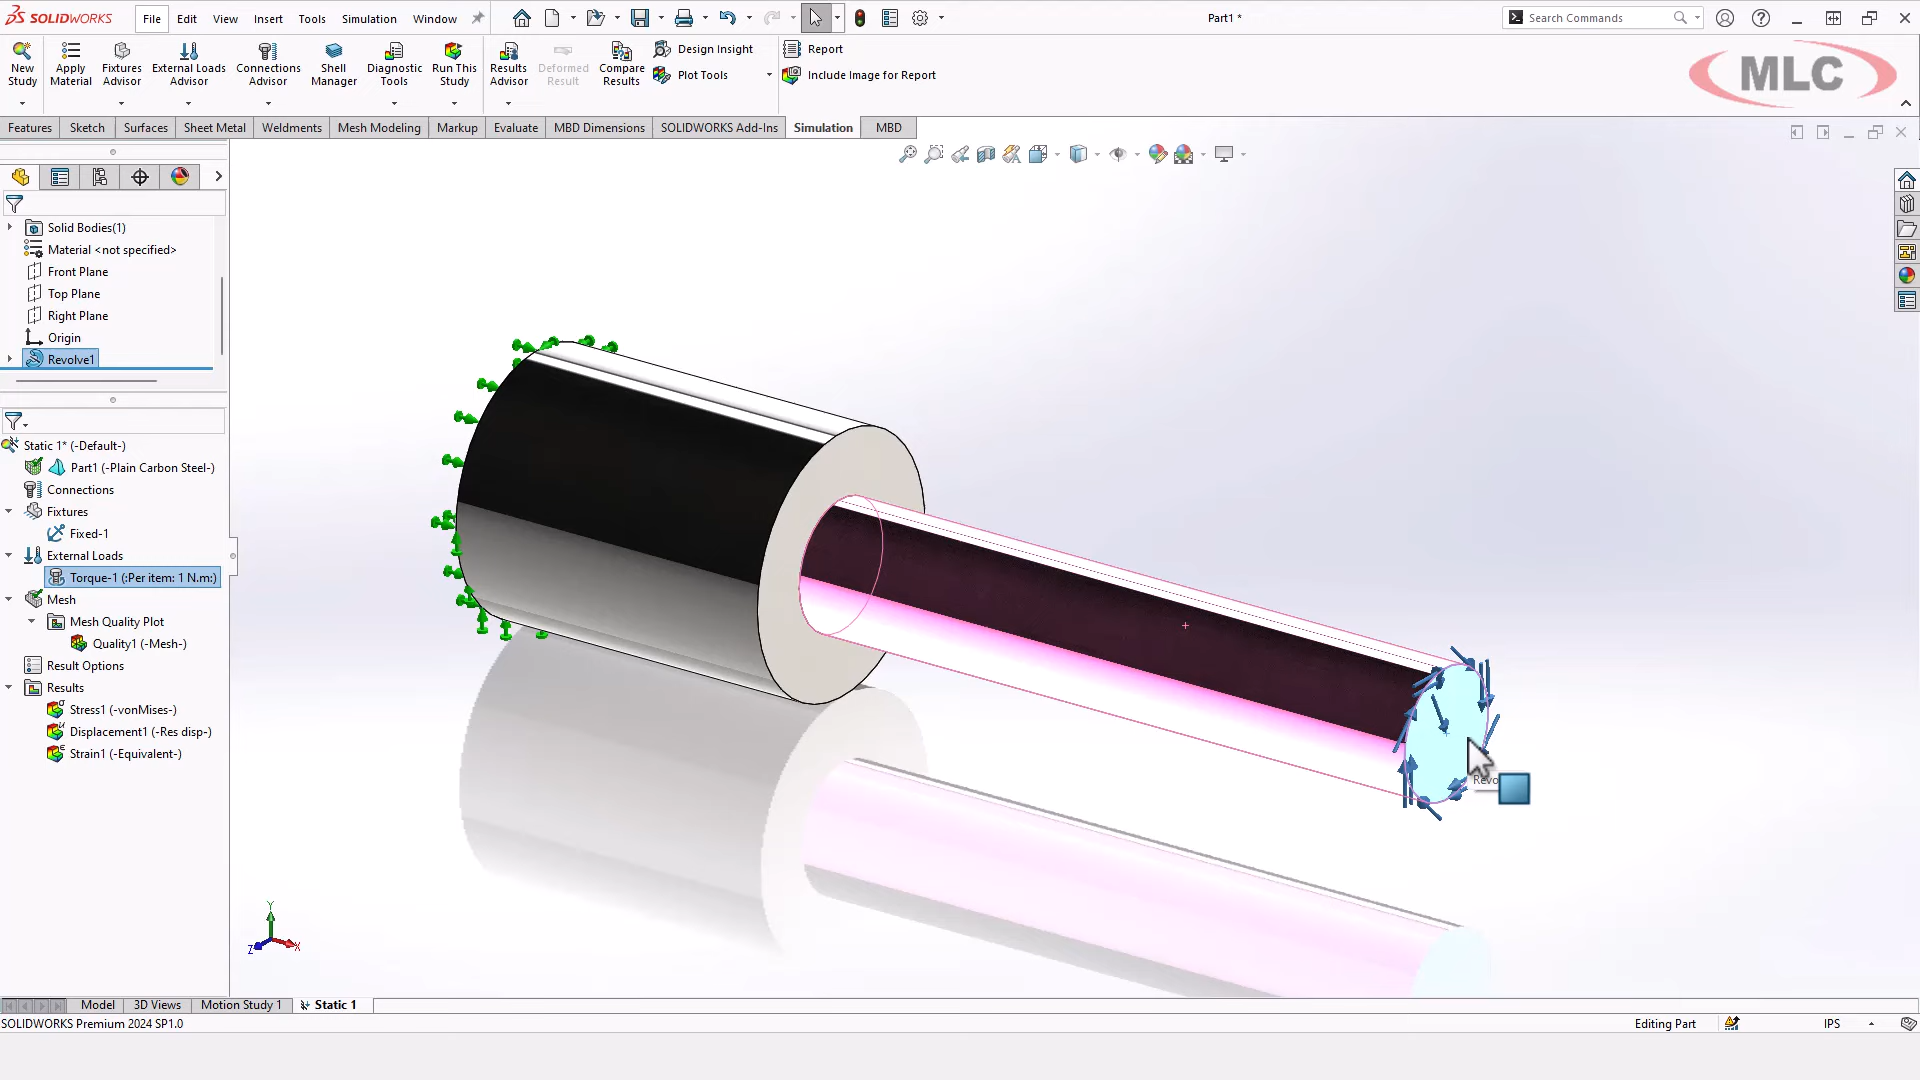 SOLIDWORKS File Edit View Insert Tools Simulation Window Part1 * Search Commands
New Study
Apply Material
Fixtures Advisor
External Loads Advisor
Connections Advisor
Shell Manager
Diagnostic Tools
Run This Study
Results Advisor
Deformed Result
Compare Results
Design Insight
Plot Tools
Report
Include Image for Report
MLC
Features Sketch Surfaces Sheet Metal Weldments Mesh Modeling Markup Evaluate MBD Dimensions SOLIDWORKS Add-Ins Simulation MBD
Solid Bodies(1)
Material <not specified>
Front Plane
Top Plane
Right Plane
Origin
Revolve1
Static 1* (-Default-)
Part1 (-Plain Carbon Steel-)
Connections
Fixtures
Fixed-1
External Loads
Torque-1 (:Per item: 1 N.m:)
Mesh
Mesh Quality Plot
Quality1 (-Mesh-)
Result Options
Results
Stress1 (-vonMises-)
Displacement1 (-Res disp-)
Strain1 (-Equivalent-)
Y
Z X
Model 3D Views Motion Study 1 Static 1
SOLIDWORKS Premium 2024 SP1.0 Editing Part IPS